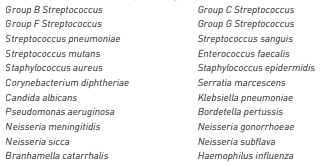 Group B Streptococcus Group C Streptococcus
Group F Streptococcus Group G Streptococcus
Streptococcus pneumoniae Streptococcus sanguis
Streptococcus mutans Enterococcus faecalis
Staphylococcus aureus Staphylococcus epidermidis
Corynebacterium diphtheriae Serratia marcescens
Candida albicans Klebsiella pneumoniae
Pseudomonas aeruginosa Bordetella pertussis
Neisseria meningitidis Neisseria gonorrhoeae
Neisseria sicca Neisseria subflava
Branhamella catarrhalis Haemophilus influenza